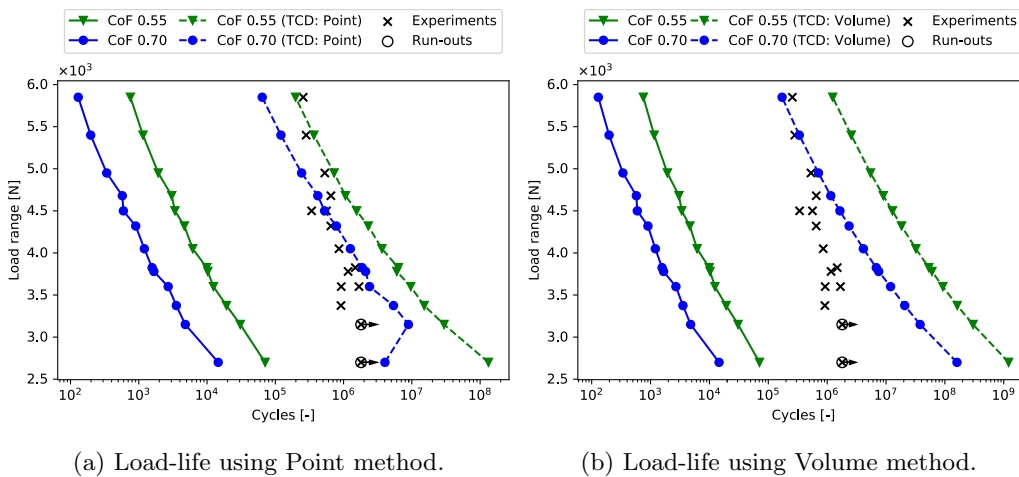 CoF 0.55 CoF 0.55 (TCD: Point) Experiments
CoF 0.70 CoF 0.70 (TCD: Point) Run-outs
×10³
6.0
5.5
5.0
4.5
4.0
3.5
3.0
2.5
Load range [N]
10² 10³ 10⁴ 10⁵ 10⁶ 10⁷ 10⁸
Cycles [-]
(a) Load-life using Point method.
CoF 0.55 CoF 0.55 (TCD: Volume) Experiments
CoF 0.70 CoF 0.70 (TCD: Volume) Run-outs
×10³
6.0
5.5
5.0
4.5
4.0
3.5
3.0
2.5
Load range [N]
10² 10³ 10⁴ 10⁵ 10⁶ 10⁷ 10⁸ 10⁹
Cycles [-]
(b) Load-life using Volume method.